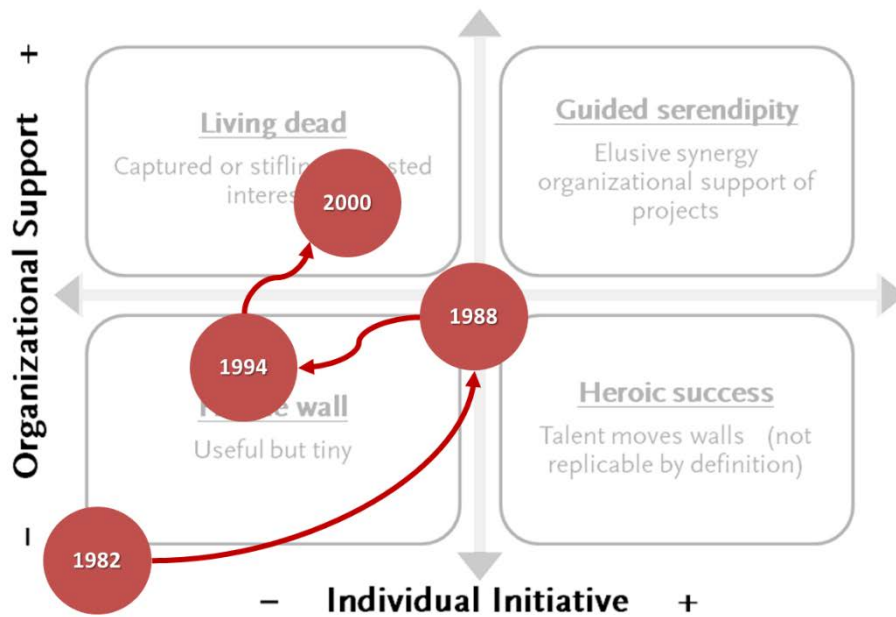 +
Organizational Support
−
Living dead
Captured or stifling
interes
2000
Guided serendipity
Elusive synergy
organizational support of
projects
1988
1994
wall
Useful but tiny
Heroic success
Talent moves walls (not
replicable by definition)
1982
− Individual Initiative +